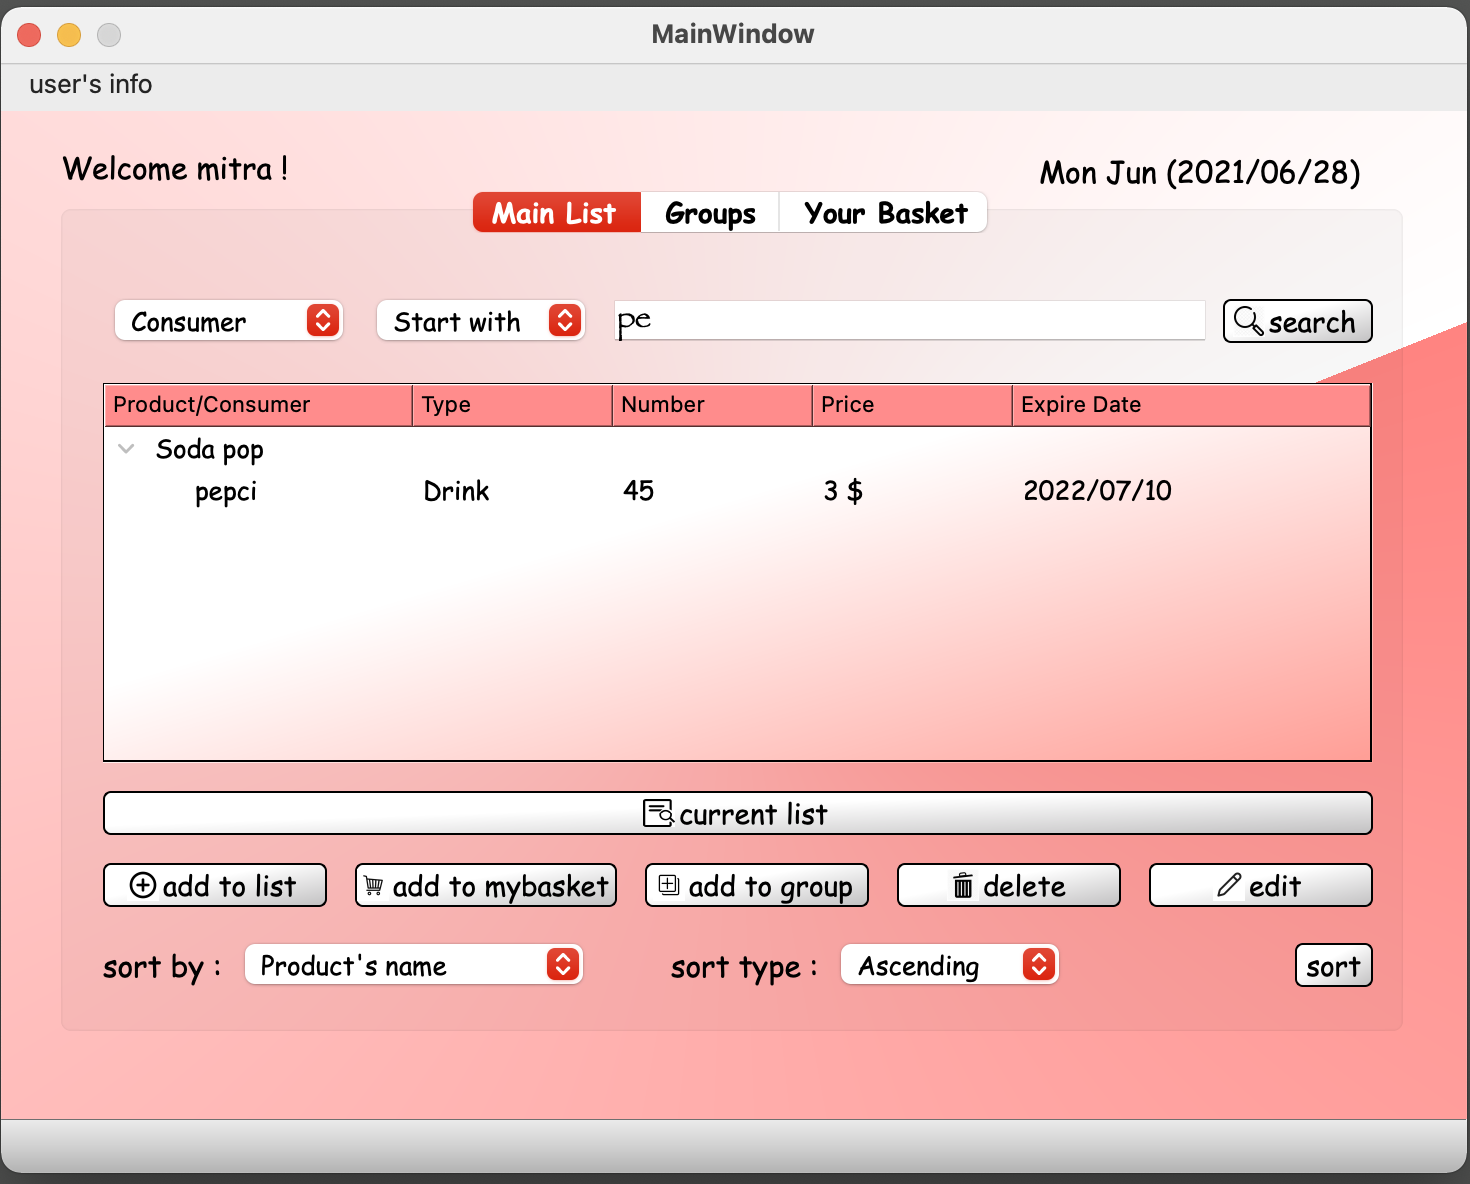 MainWindow
user's info
Welcome mitra !
Mon Jun (2021/06/28)
Main List Groups Your Basket
Consumer Start with pe search
Product/Consumer Type Number Price Expire Date
Soda pop
pepci Drink 45 3 $ 2022/07/10
current list
add to list add to mybasket add to group delete edit
sort by : Product's name sort type : Ascending sort